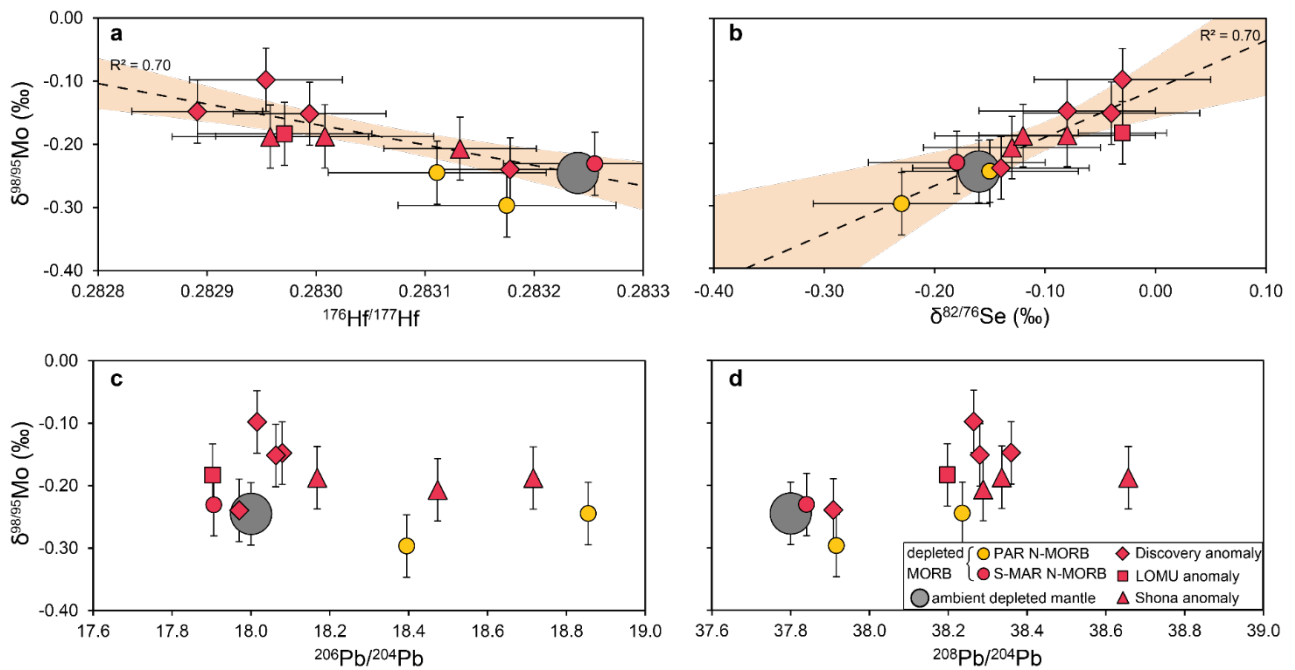 a
R² = 0.70
δ⁹⁸/⁹⁵Mo (‰)
0.00
-0.10
-0.20
-0.30
-0.40
0.2828 0.2829 0.2830 0.2831 0.2832 0.2833
¹⁷⁶Hf/¹⁷⁷Hf
b
R² = 0.70
-0.40 -0.30 -0.20 -0.10 0.00 0.10
δ⁸²/⁷⁶Se (‰)
c
δ⁹⁸/⁹⁵Mo (‰)
0.00
-0.10
-0.20
-0.30
-0.40
17.6 17.8 18.0 18.2 18.4 18.6 18.8 19.0
²⁰⁶Pb/²⁰⁴Pb
d
depleted MORB
PAR N-MORB
S-MAR N-MORB
ambient depleted mantle
Discovery anomaly
LOMU anomaly
Shona anomaly
37.6 37.8 38.0 38.2 38.4 38.6 38.8 39.0
²⁰⁸Pb/²⁰⁴Pb